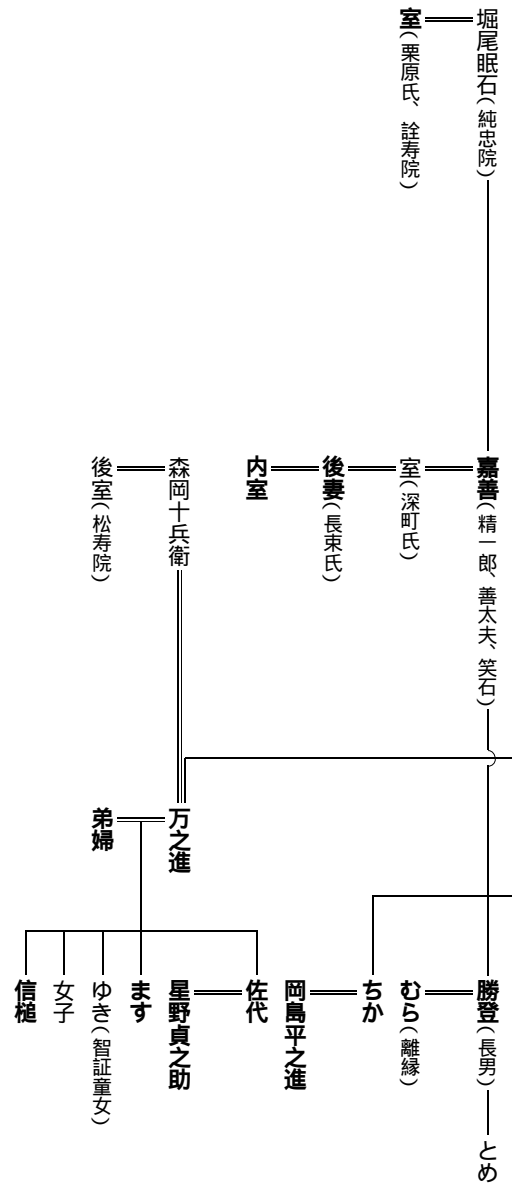 堀尾眠石(純忠院)
室(栗原氏、詮寿院)
嘉善(精一郎、善太夫、笑石)
室(深町氏)
後妻(長束氏)
内室
森岡十兵衛
後室(松寿院)
万之進
弟婦
勝登(長男)
とめ
むら(離縁)
ちか
岡島平之進
佐代
星野貞之助
ます
ゆき(智証童女)
女子
信槌